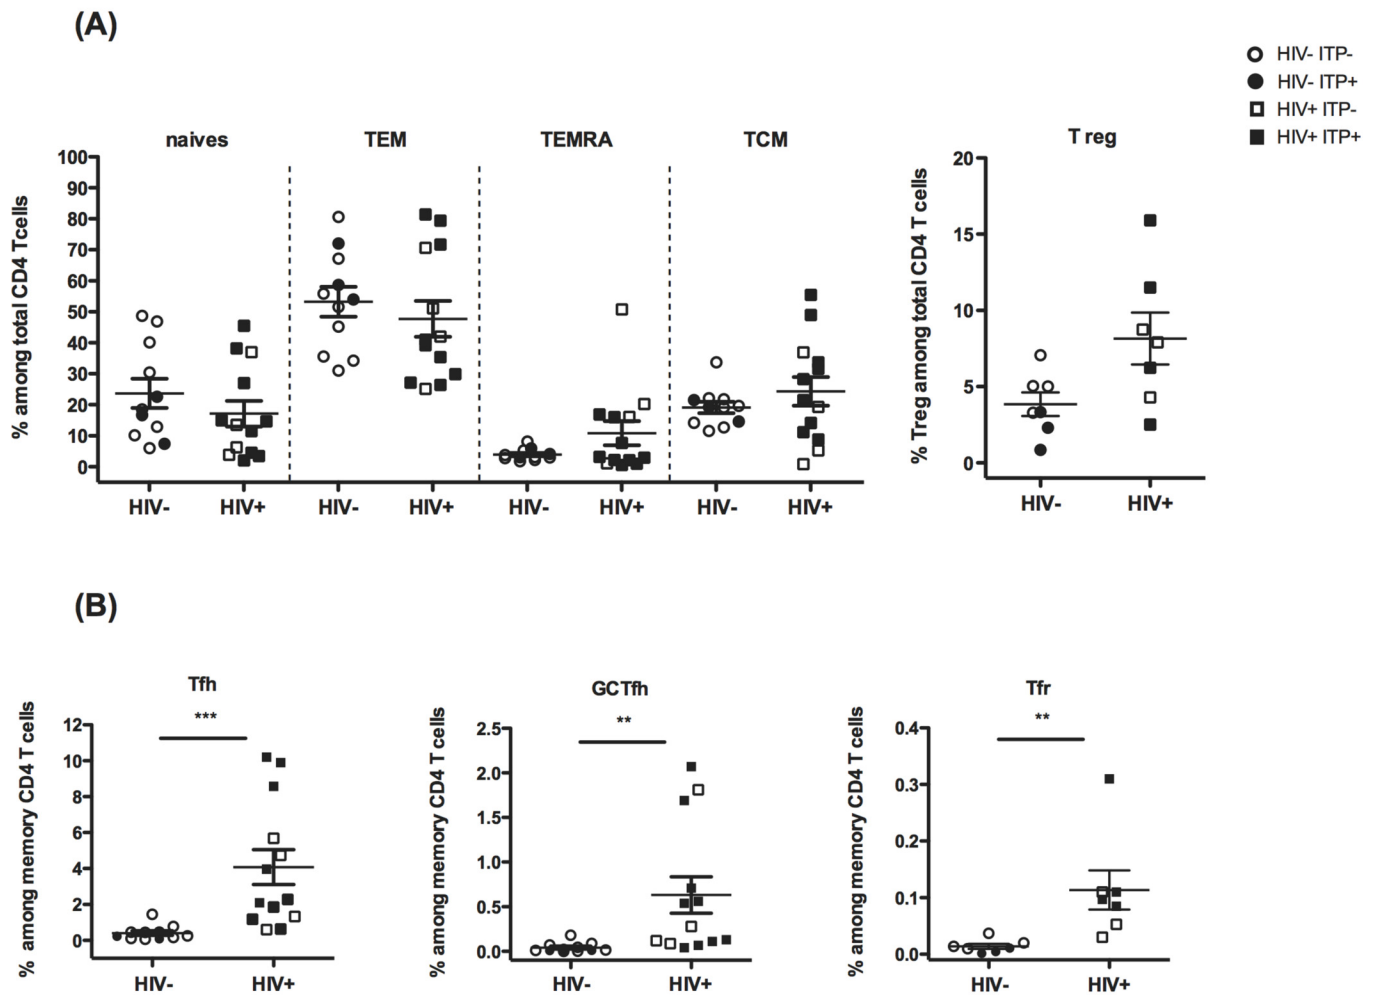 (A)
HIV- ITP-
HIV- ITP+
HIV+ ITP-
HIV+ ITP+
naives TEM TEMRA TCM
% among total CD4 Tcells
100
90
80
70
60
50
40
30
20
10
0
HIV- HIV+ HIV- HIV+ HIV- HIV+ HIV- HIV+
T reg
% Treg among total CD4 T cells
20
15
10
5
0
HIV- HIV+
(B)
Tfh
***
% among memory CD4 T cells
12
10
8
6
4
2
0
HIV- HIV+
GCTfh
**
% among memory CD4 T cells
2.5
2.0
1.5
1.0
0.5
0.0
HIV- HIV+
Tfr
**
% among memory CD4 T cells
0.4
0.3
0.2
0.1
0.0
HIV- HIV+